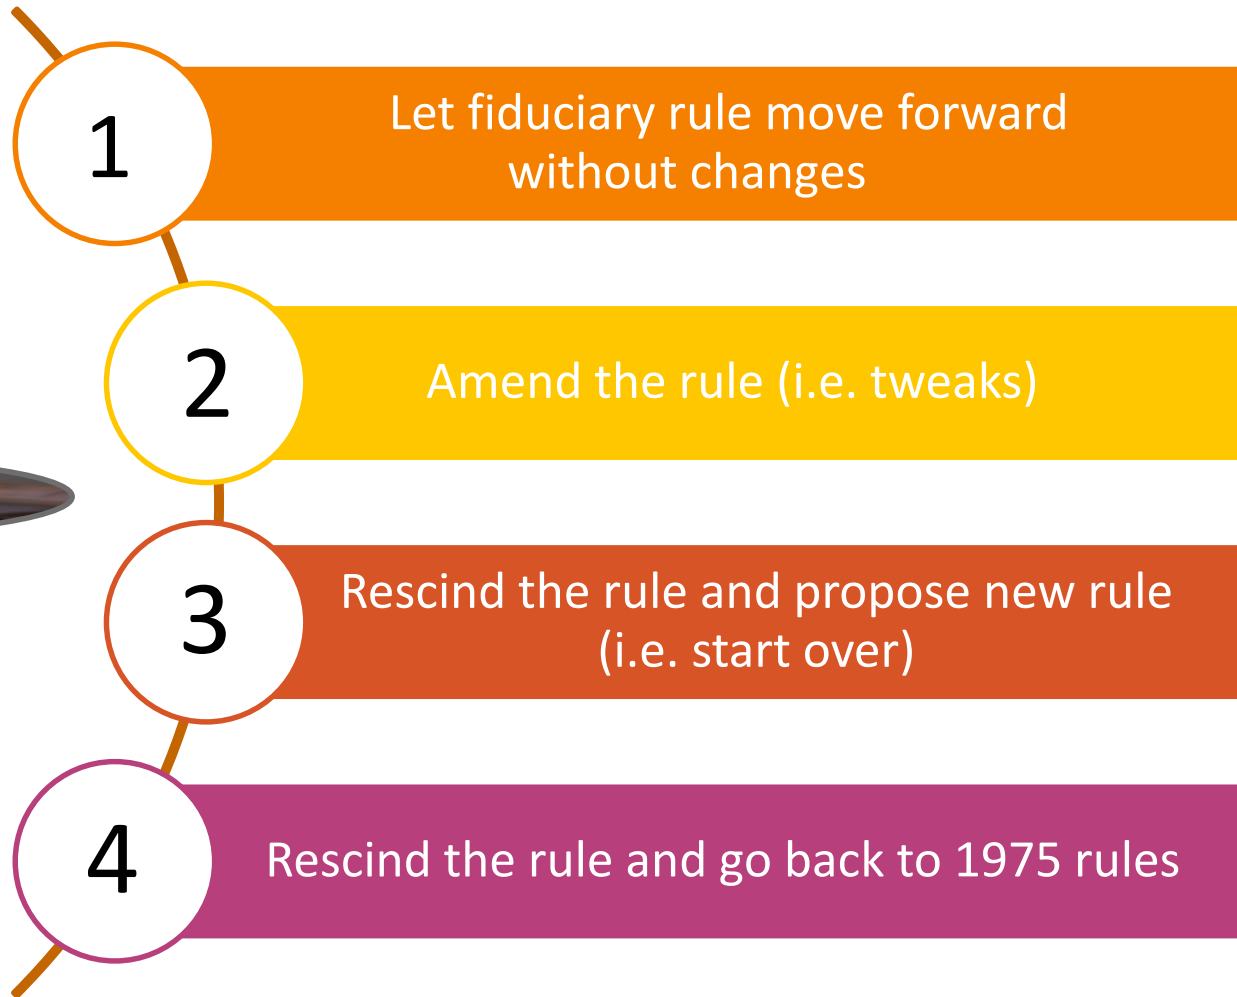 1
Let fiduciary rule move forward
without changes
2
Amend the rule (i.e. tweaks)
3
Rescind the rule and propose new rule
(i.e. start over)
4
Rescind the rule and go back to 1975 rules